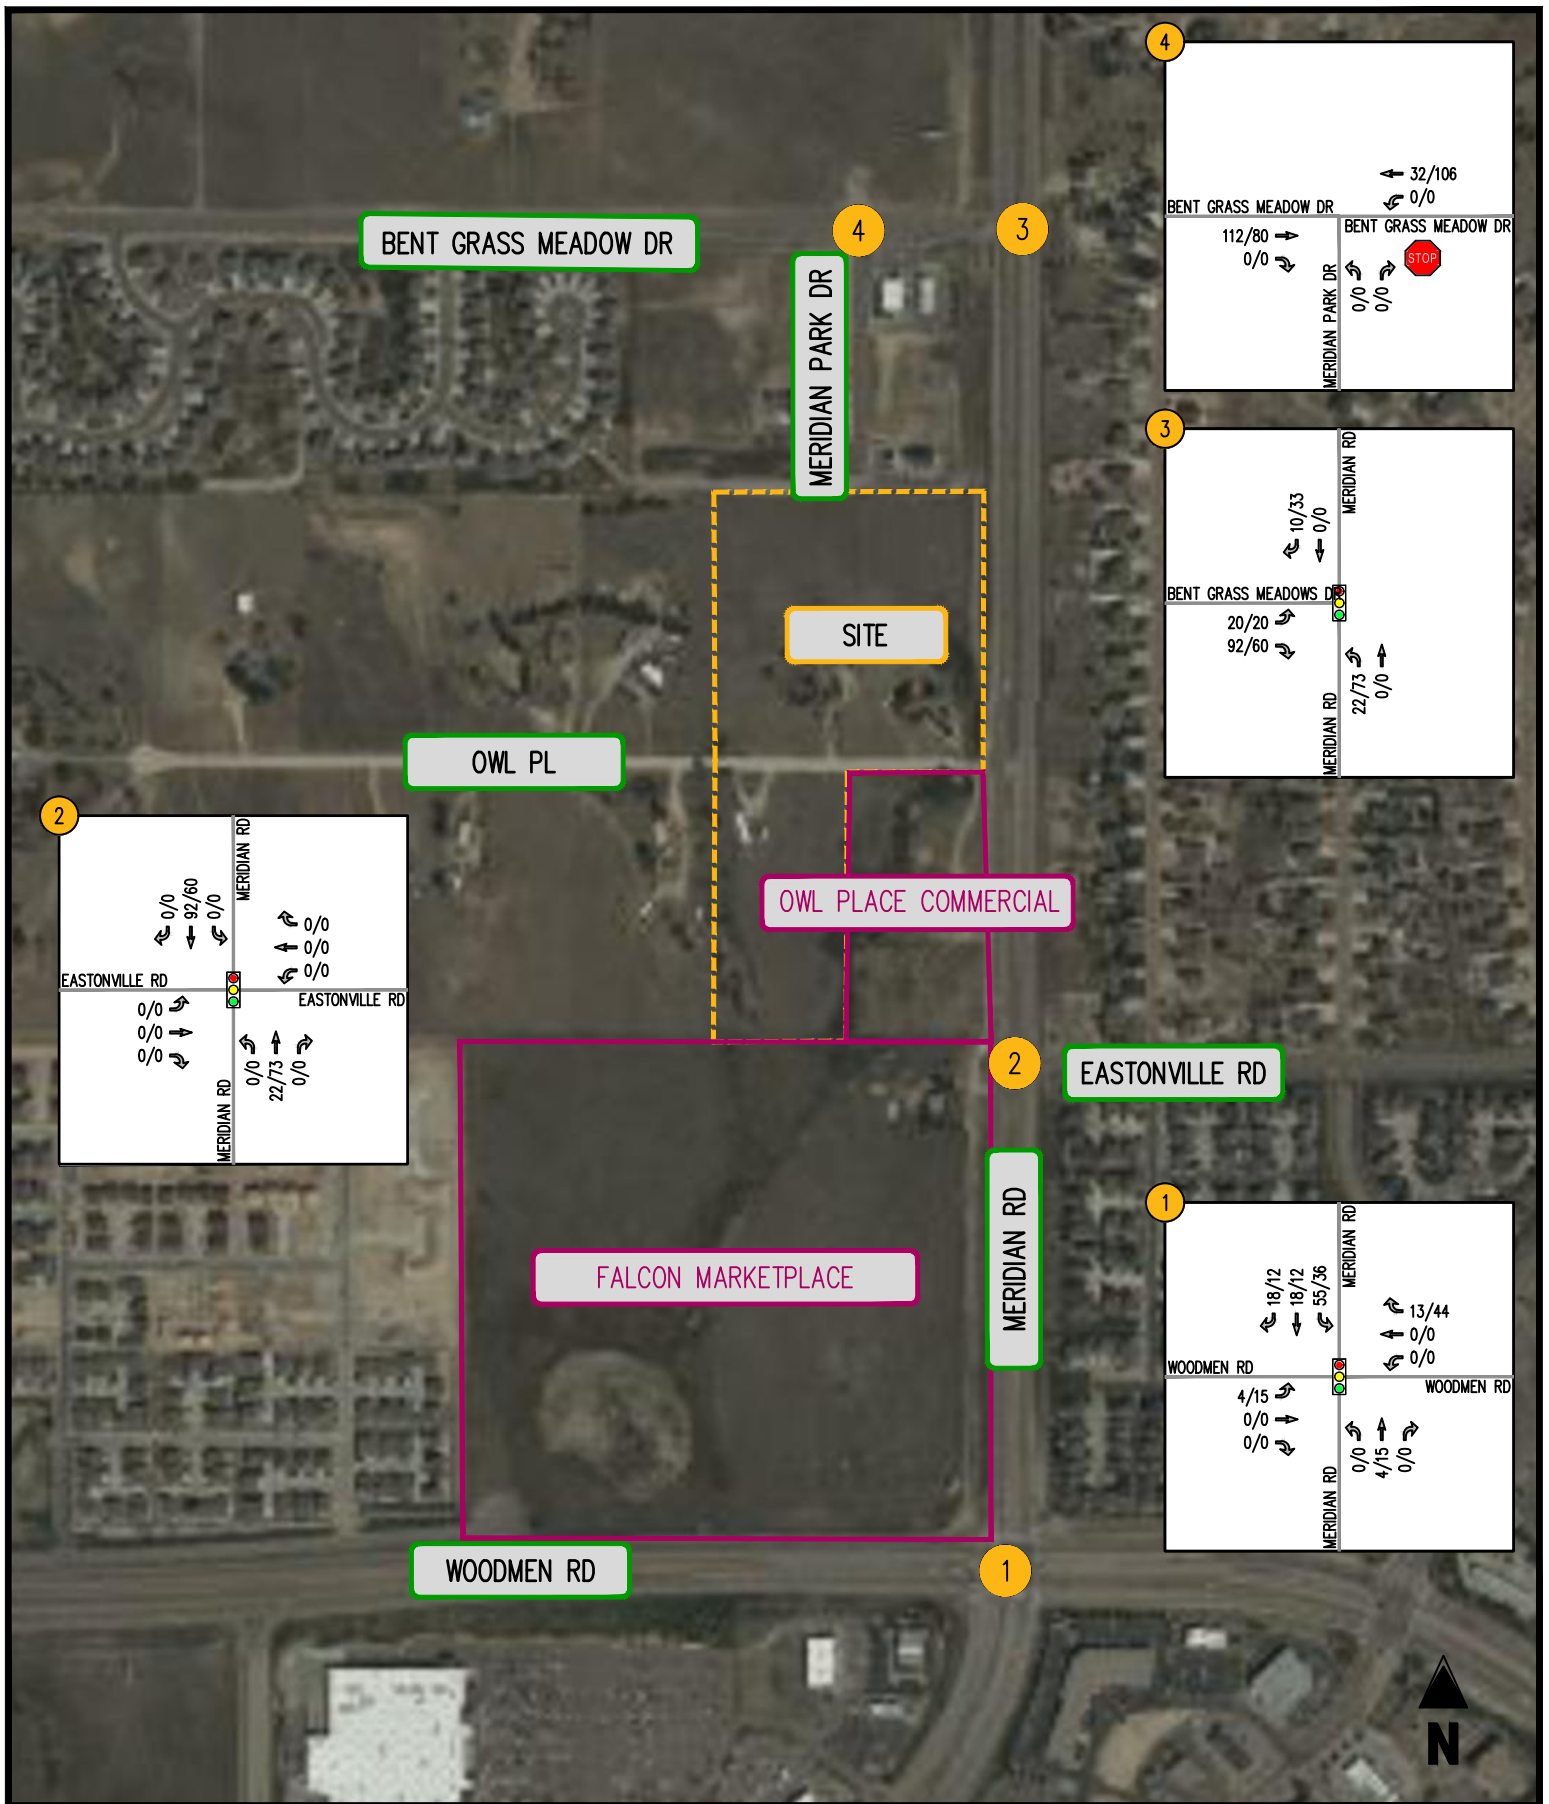 BENT GRASS MEADOW DR
4
3
MERIDIAN PARK DR
SITE
OWL PL
OWL PLACE COMMERCIAL
2
EASTONVILLE RD
MERIDIAN RD
FALCON MARKETPLACE
WOODMEN RD
1
4
32/106
0/0
BENT GRASS MEADOW DR
BENT GRASS MEADOW DR
112/80
0/0
STOP
0/0
0/0
MERIDIAN PARK DR
3
MERIDIAN RD
10/33
0/0
BENT GRASS MEADOWS DR
20/20
92/60
22/73
0/0
MERIDIAN RD
2
MERIDIAN RD
0/0
92/60
0/0
0/0
0/0
0/0
EASTONVILLE RD
EASTONVILLE RD
0/0
0/0
0/0
0/0
22/73
0/0
MERIDIAN RD
1
MERIDIAN RD
18/12
18/12
55/36
13/44
0/0
0/0
WOODMEN RD
WOODMEN RD
4/15
0/0
0/0
0/0
4/15
0/0
MERIDIAN RD
N